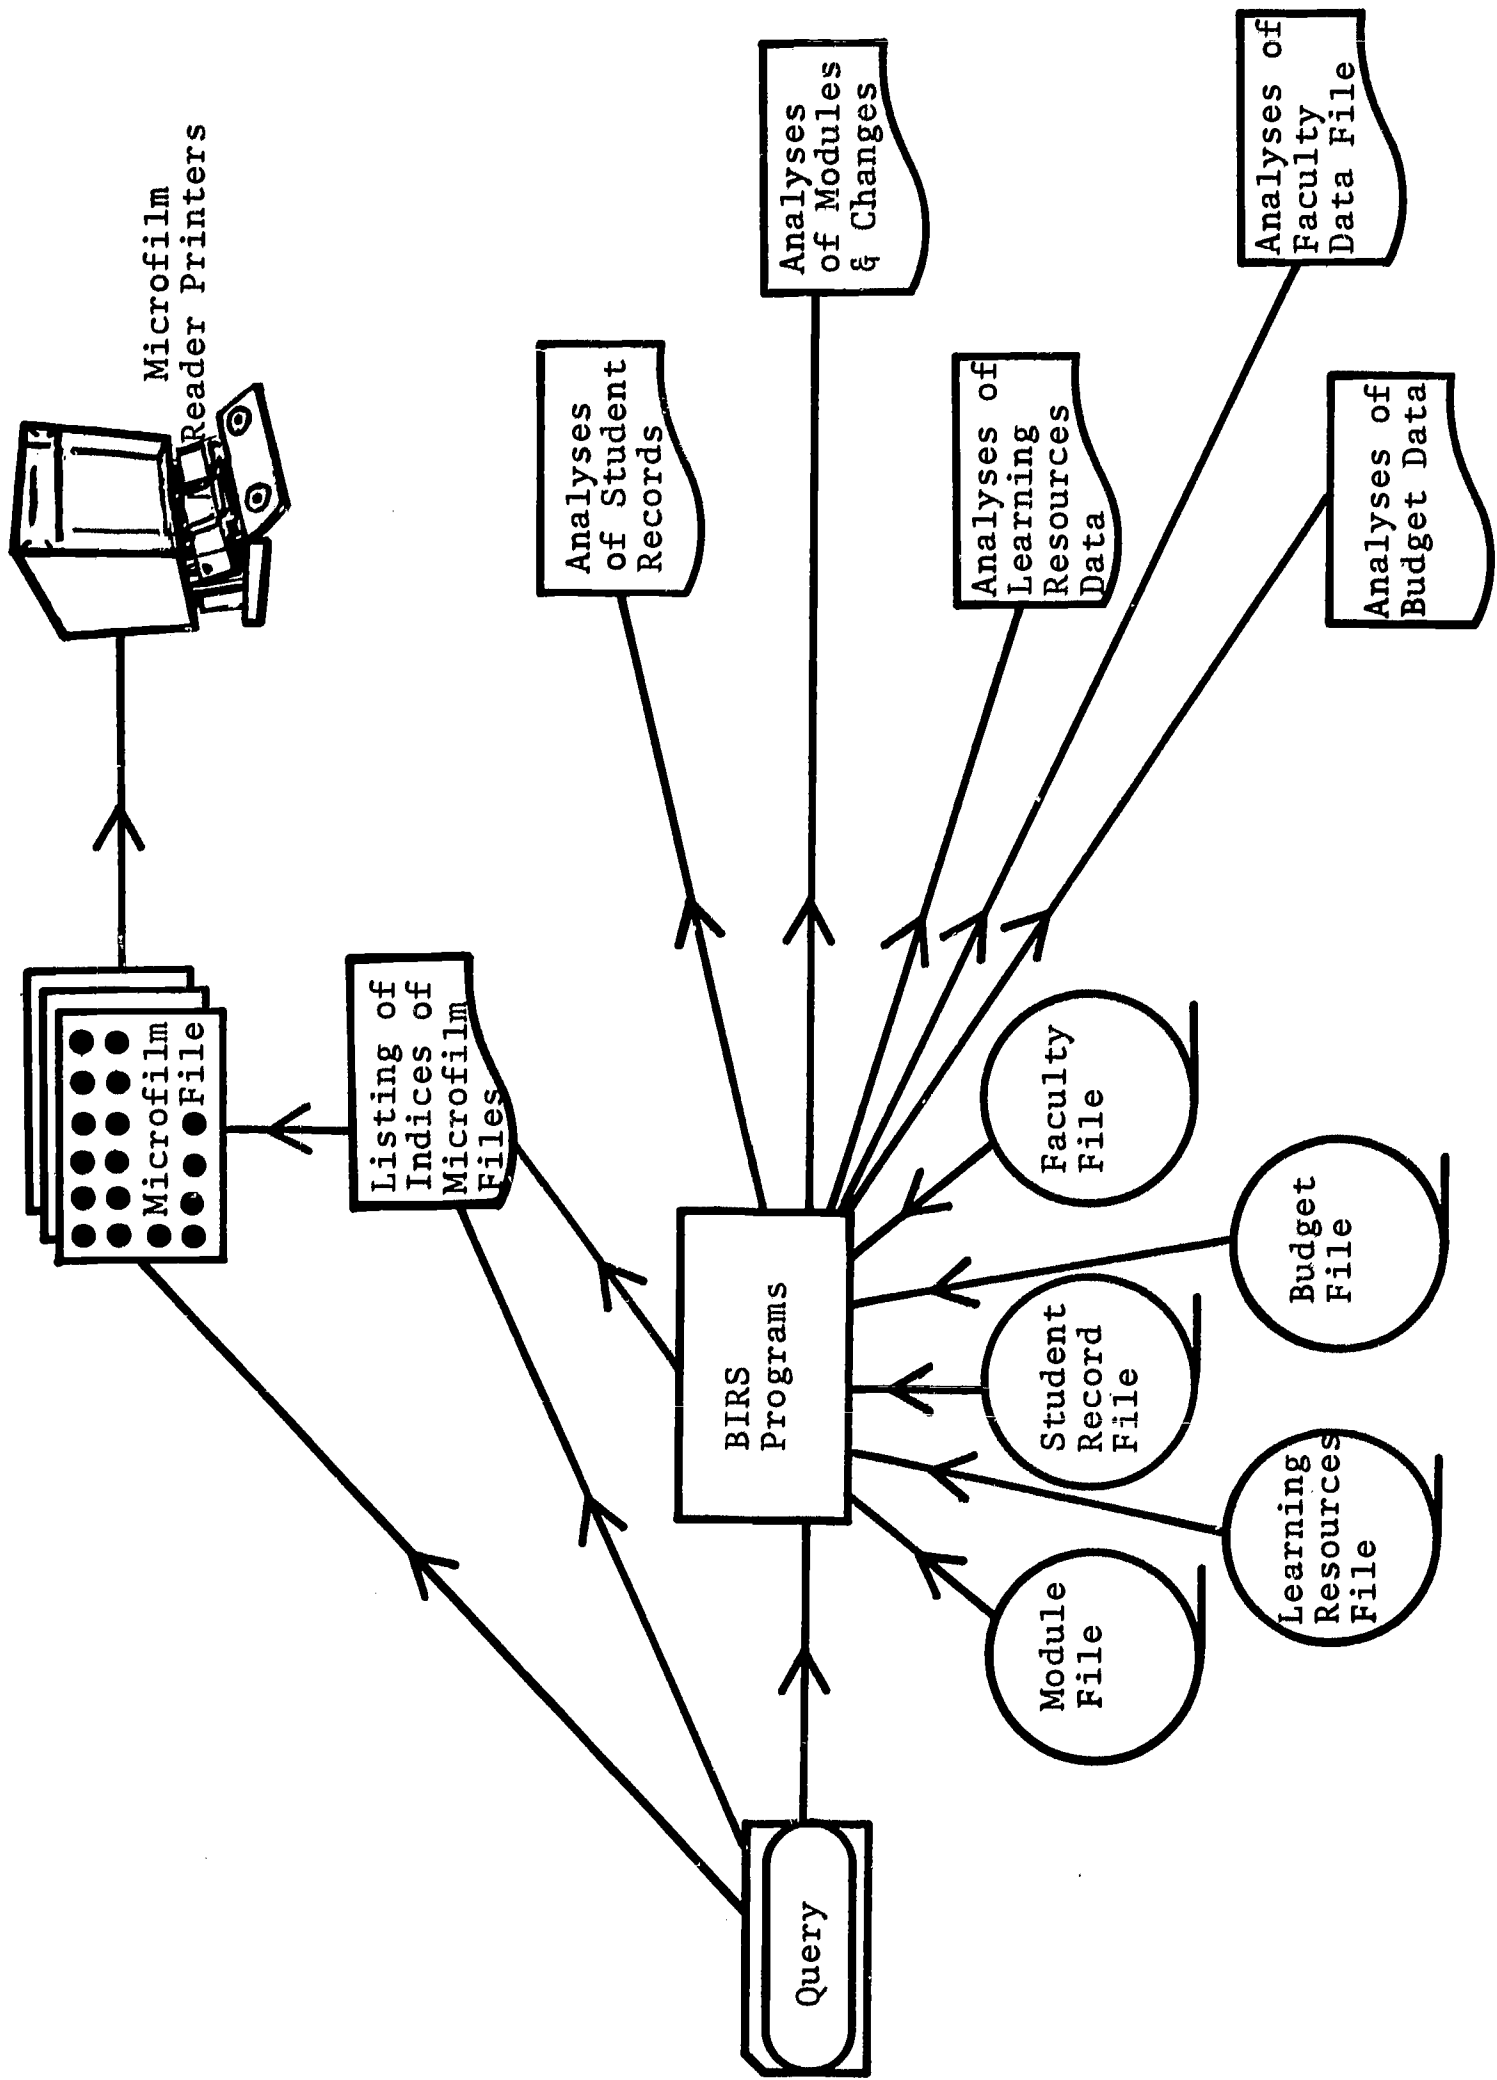 Microfilm
Reader Printers
Microfilm
File
Listing of
Indices of
Microfilm
Files
Analyses
of Student
Records
Analyses
of Modules
& Changes
Analyses of
Learning
Resources
Data
Analyses of
Faculty
Data File
Analyses of
Budget Data
Query
BIRS
Programs
Module
File
Learning
Resources
File
Student
Record
File
Budget
File
Faculty
File